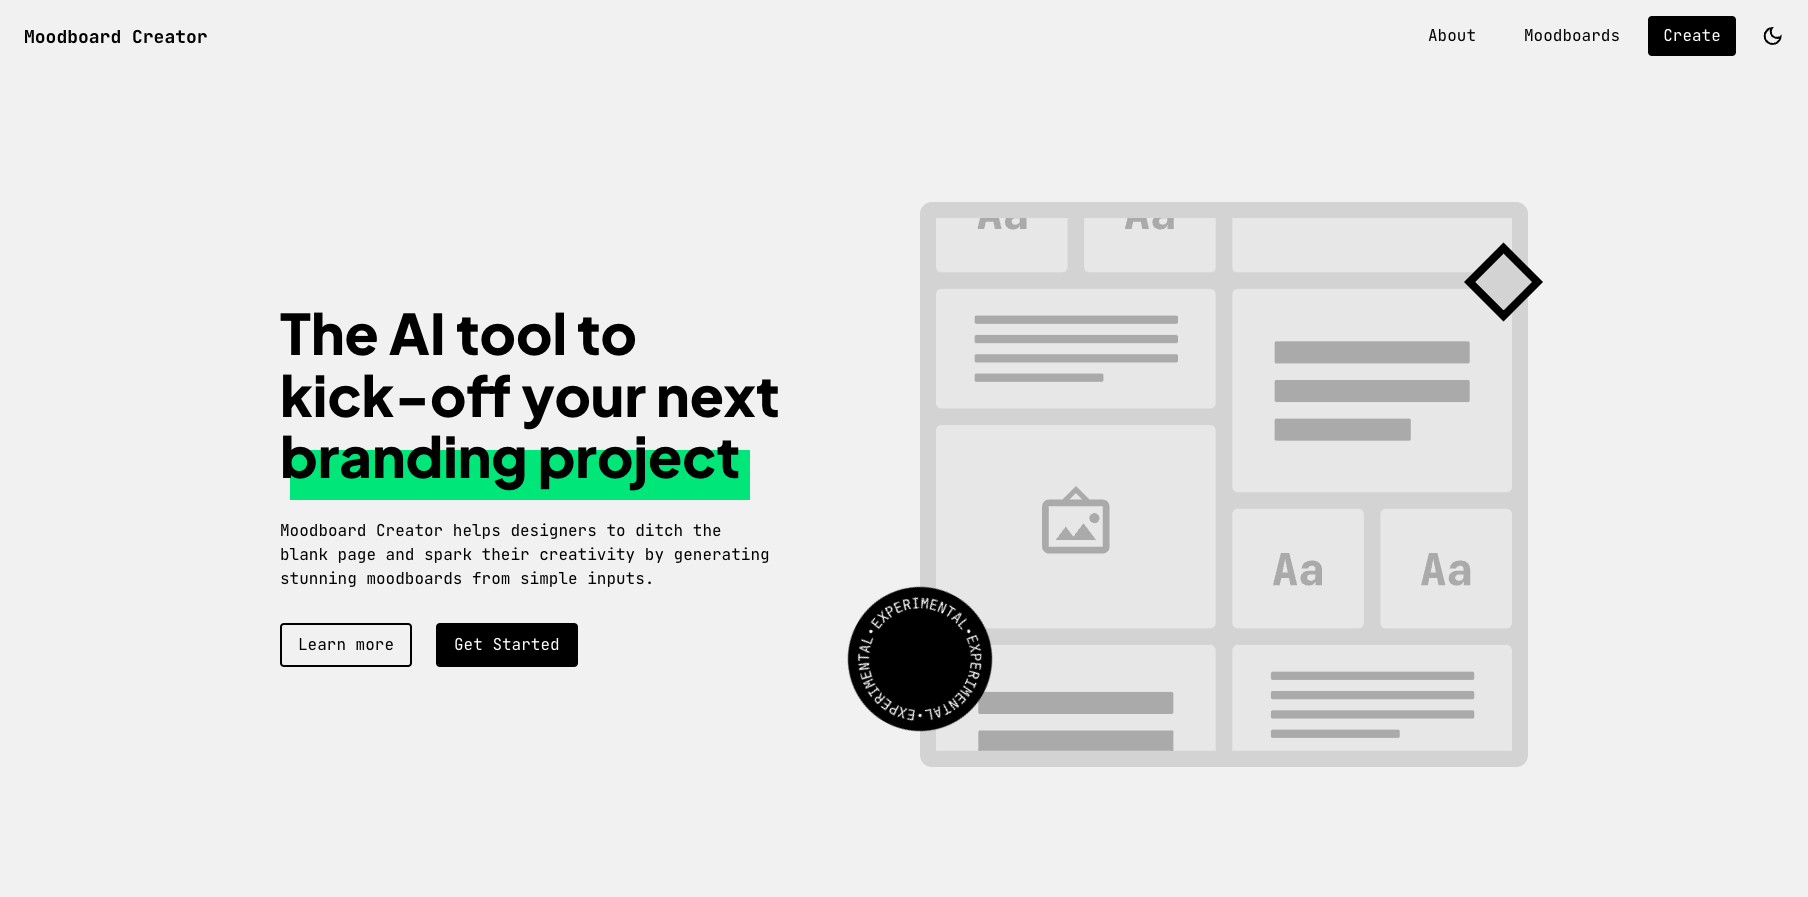 Moodboard Creator
About
Moodboards
Create
The AI tool to
kick-off your next
branding project
Moodboard Creator helps designers to ditch the
blank page and spark their creativity by generating
stunning moodboards from simple inputs.
Learn more
Get Started
Aa
Aa
Aa
Aa
EXPERIMENTAL•EXPERIMENTAL•EXPERIMENTAL•